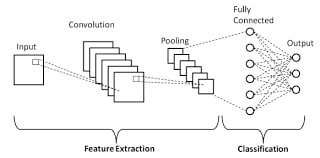 Fully
Connected
Convolution
Pooling
Input
Output
Feature Extraction
Classification